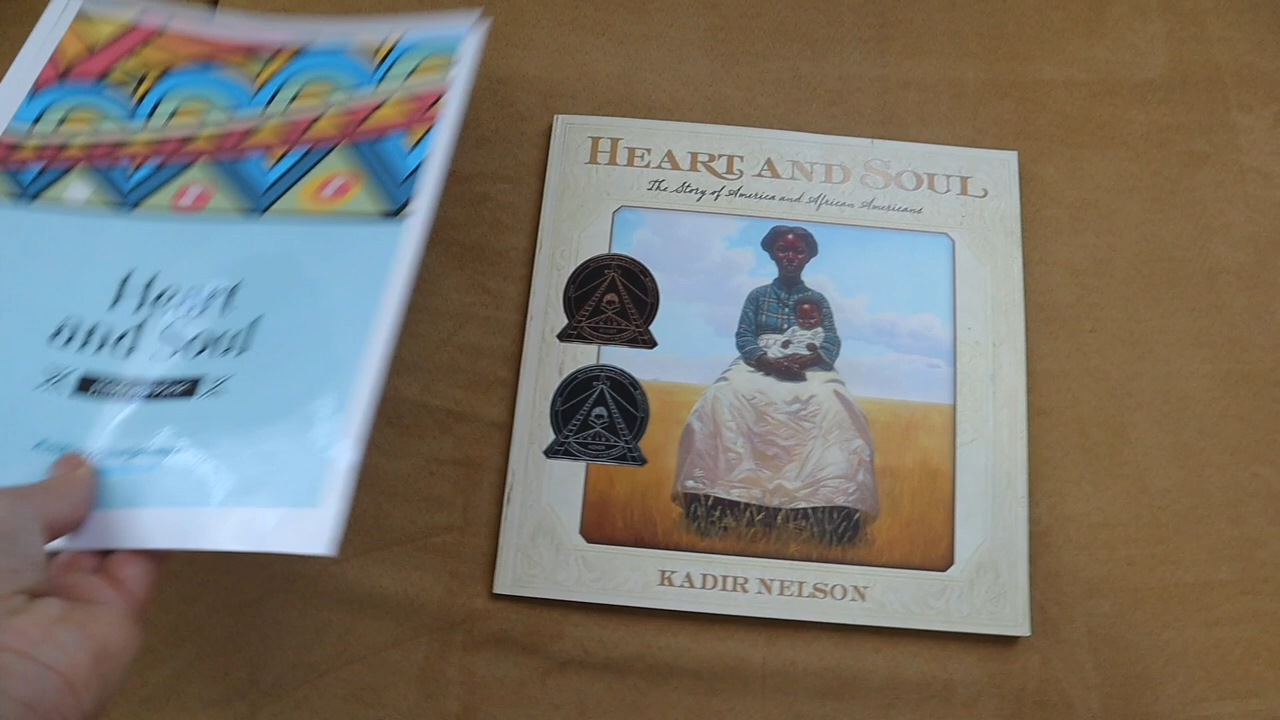 Heart
and Soul
HEART AND SOUL
The Story of America and African Americans
KADIR NELSON